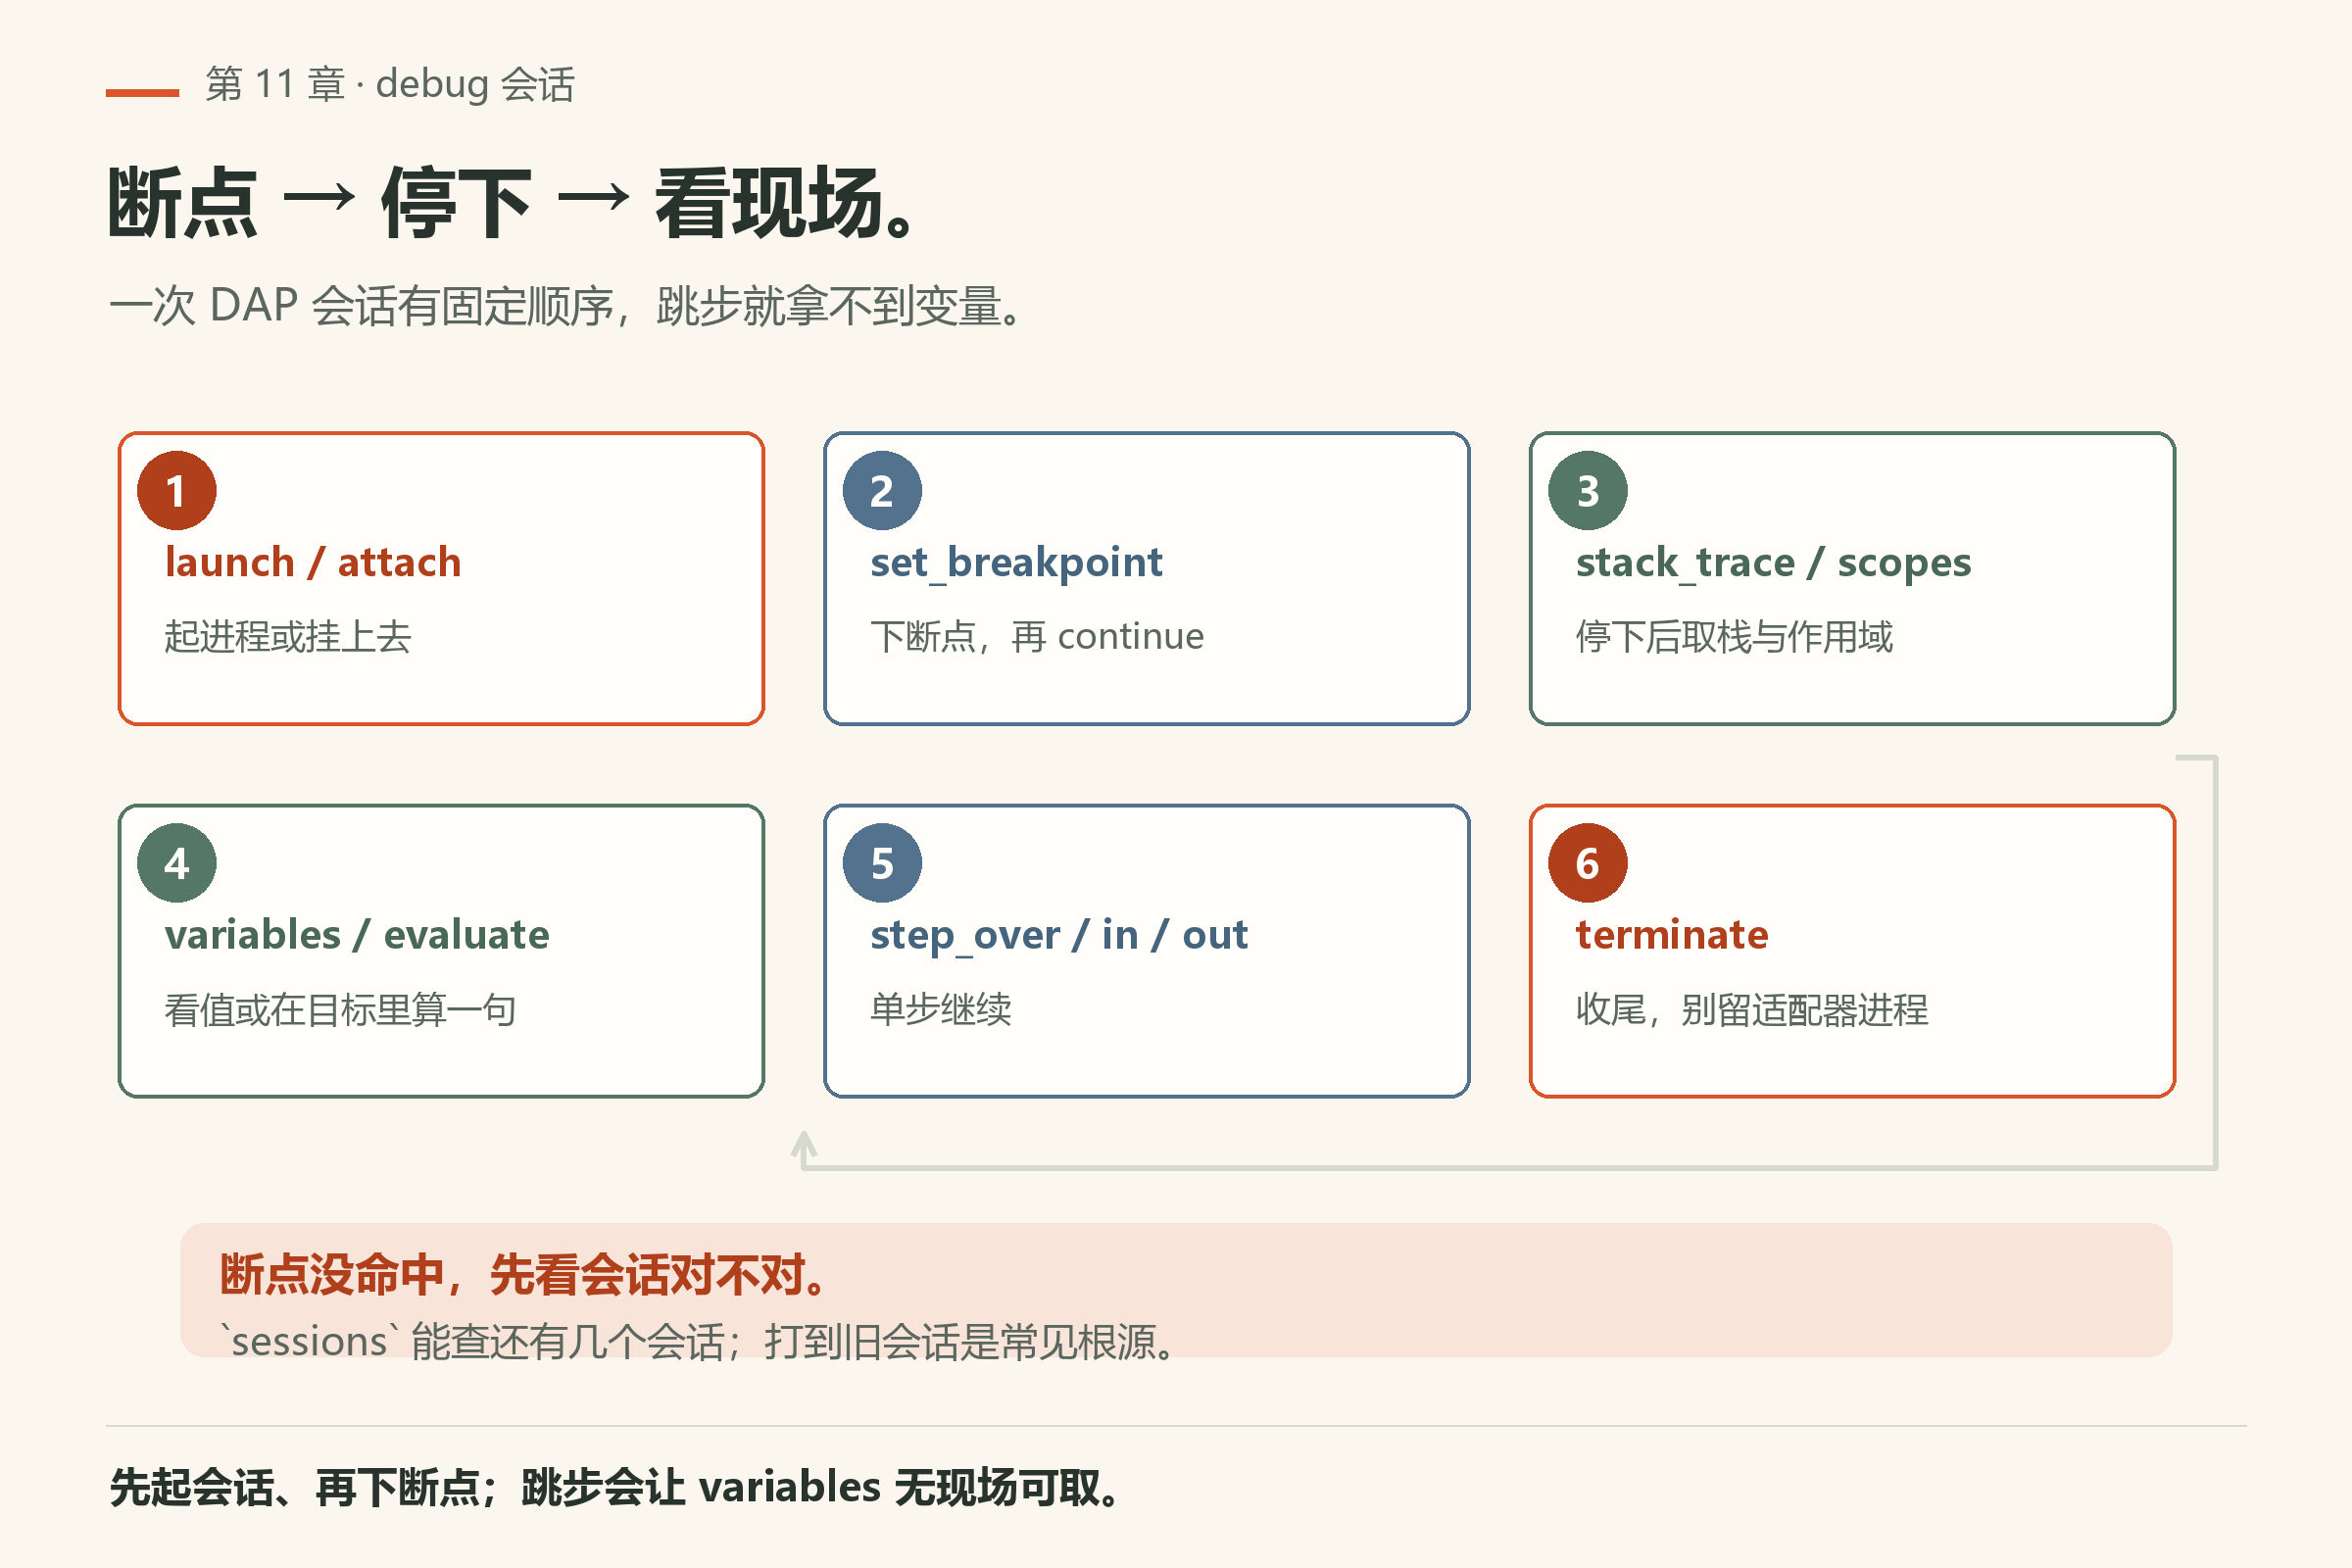 第 11 章 · debug 会话
断点 → 停下 → 看现场。
一次 DAP 会话有固定顺序，跳步就拿不到变量。
1
launch / attach
起进程或挂上去
2
set_breakpoint
下断点，再 continue
3
stack_trace / scopes
停下后取栈与作用域
4
variables / evaluate
看值或在目标里算一句
5
step_over / in / out
单步继续
6
terminate
收尾，别留适配器进程
断点没命中，先看会话对不对。
`sessions` 能查还有几个会话；打到旧会话是常见根源。
先起会话、再下断点；跳步会让 variables 无现场可取。